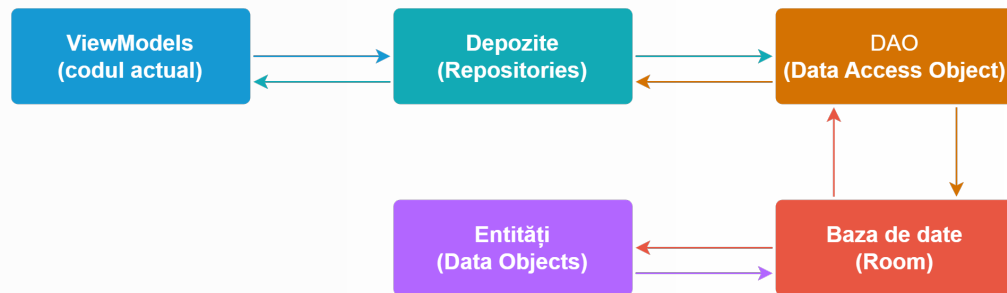 ViewModels
(codul actual)
Depozite
(Repositories)
DAO
(Data Access Object)
Entități
(Data Objects)
Baza de date
(Room)